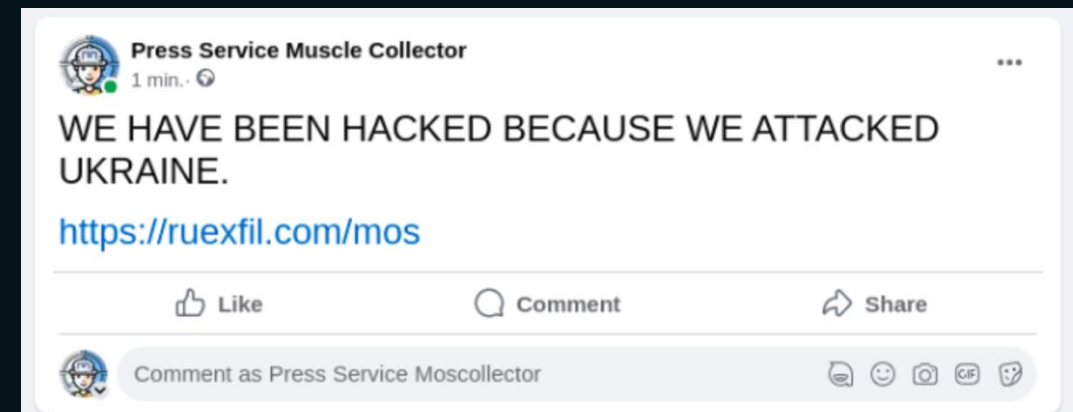 Press Service Muscle Collector
1 min. ·
WE HAVE BEEN HACKED BECAUSE WE ATTACKED
UKRAINE.
https://ruexfil.com/mos
Like Comment Share
Comment as Press Service Moscollector GIF